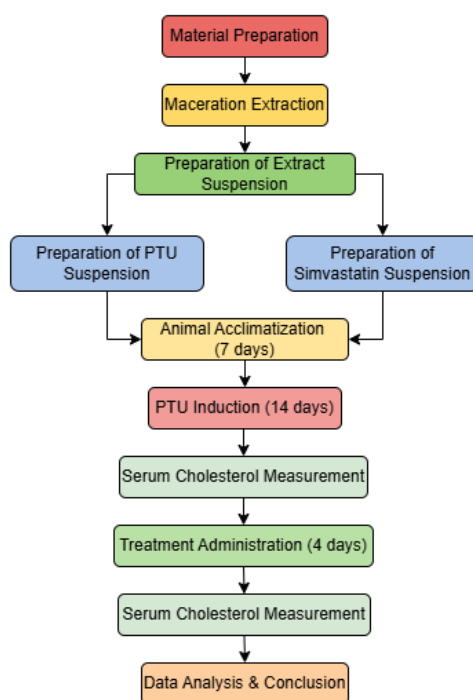 Material Preparation
Maceration Extraction
Preparation of Extract
Suspension
Preparation of PTU
Suspension
Preparation of
Simvastatin Suspension
Animal Acclimatization
(7 days)
PTU Induction (14 days)
Serum Cholesterol Measurement
Treatment Administration (4 days)
Serum Cholesterol Measurement
Data Analysis & Conclusion